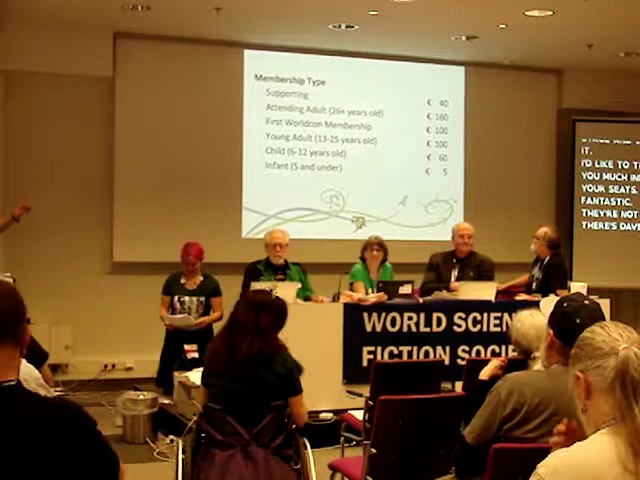 Membership Type
Supporting € 40
Attending Adult (26+ years old) € 160
First Worldcon Membership € 100
Young Adult (13-25 years old) € 100
Child (6-12 years old) € 60
Infant (5 and under) € 5
IT.
I'D LIKE TO
YOU MUCH
YOUR SEATS.
FANTASTIC.
THEY'RE NOT
THERE'S DAVE
WORLD SCIEN
FICTION SOCIE